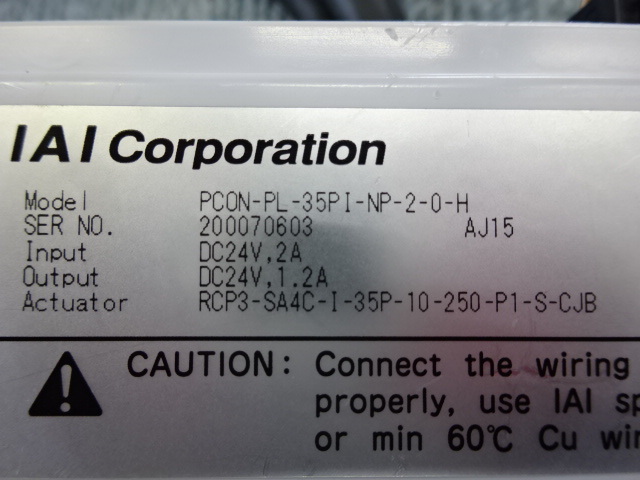 IAI Corporation
Model PCON-PL-35PI-NP-2-0-H
SER NO. 200070603 AJ15
Input DC24V,2A
Output DC24V,1.2A
Actuator RCP3-SA4C-I-35P-10-250-P1-S-CJB
CAUTION: Connect the wiring
properly, use IAI sp
or min 60℃ Cu wir